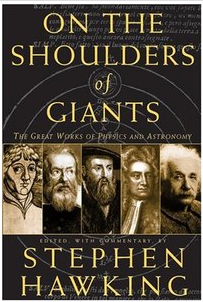 ON THE
SHOULDERS
of
GIANTS
THE GREAT WORKS OF PHYSICS AND ASTRONOMY
EDITED, WITH COMMENTARY, BY
STEPHEN
HAWKING